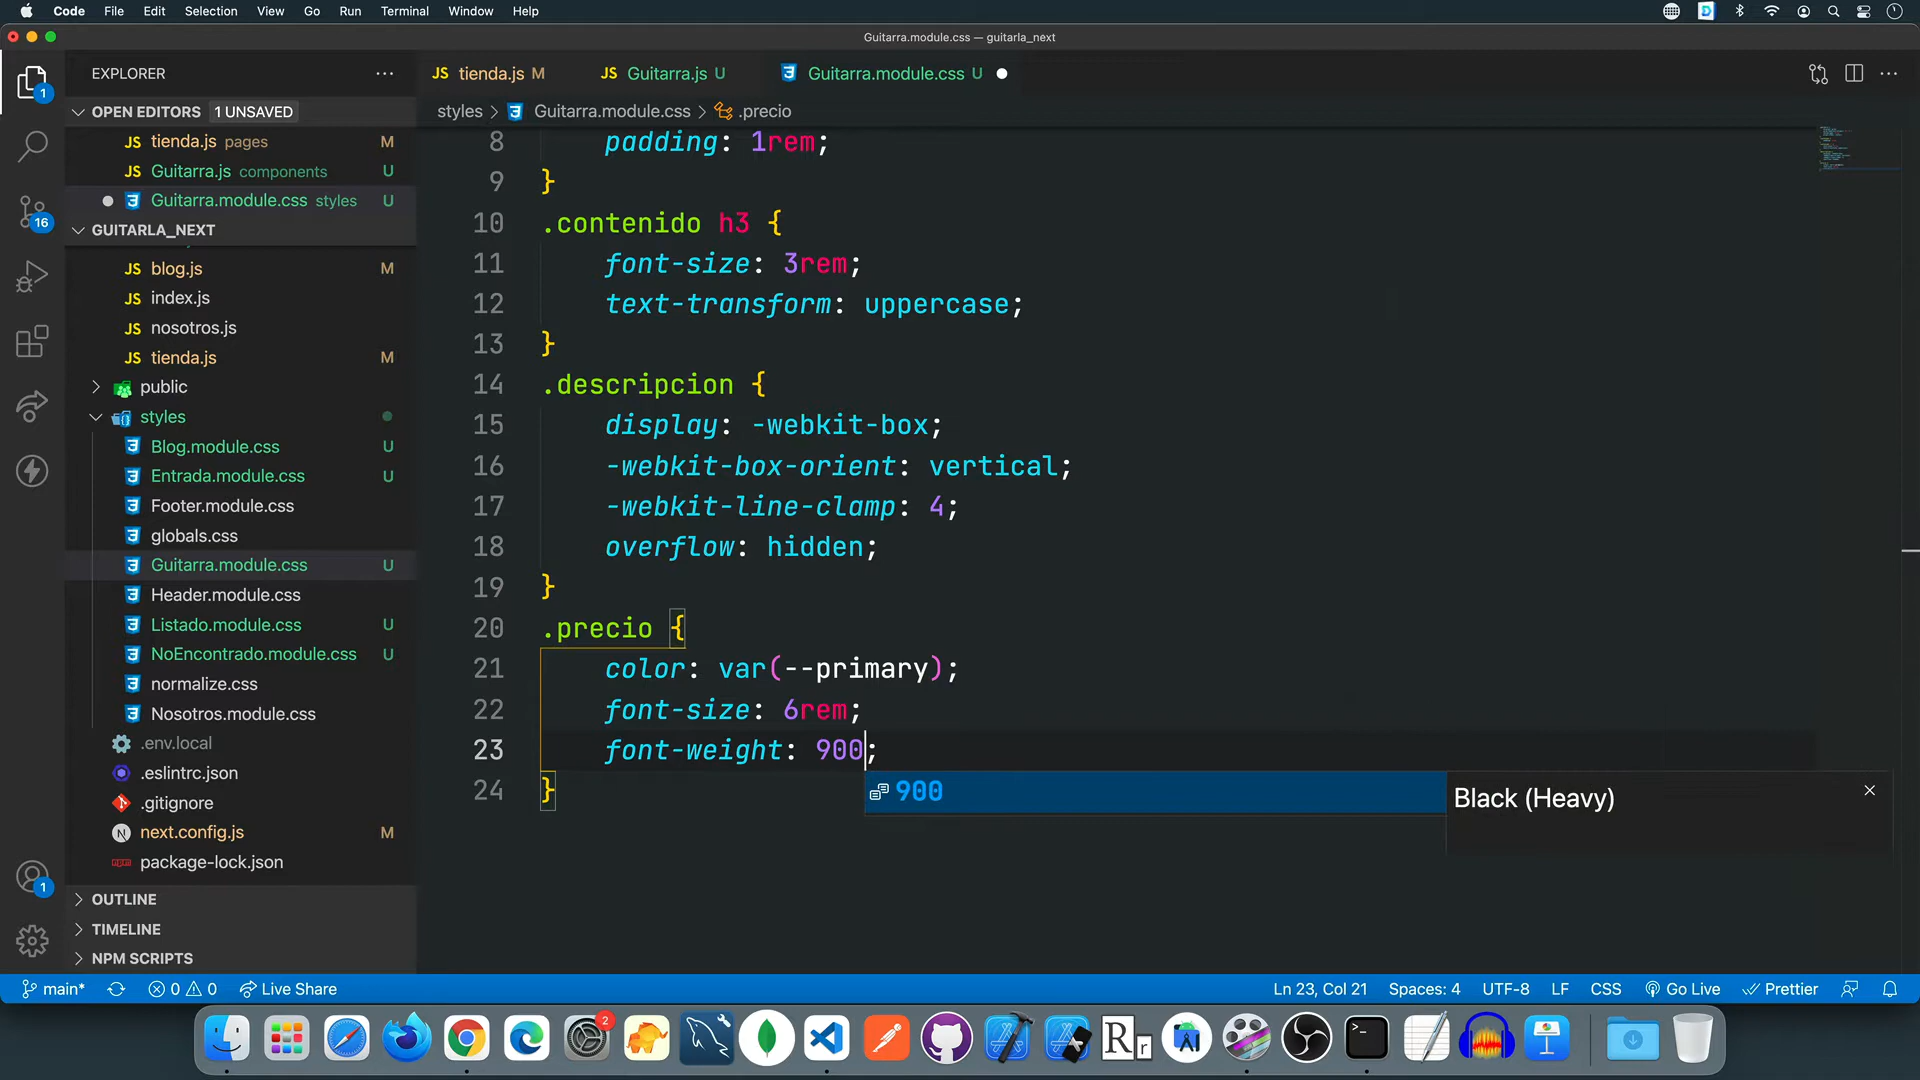 Code File Edit Selection View Go Run Terminal Window Help
Guitarra.module.css — guitarla_next
EXPLORER
JS tienda.js M
JS Guitarra.js U
Guitarra.module.css U
OPEN EDITORS 1 UNSAVED
styles > Guitarra.module.css > .precio
JS tienda.js pages M
JS Guitarra.js components U
Guitarra.module.css styles U
GUITARLA_NEXT
JS blog.js M
JS index.js
JS nosotros.js
JS tienda.js M
public
styles
Blog.module.css U
Entrada.module.css U
Footer.module.css
globals.css
Guitarra.module.css U
Header.module.css
Listado.module.css U
NoEncontrado.module.css U
normalize.css
Nosotros.module.css
.env.local
.eslintrc.json
.gitignore
N next.config.js M
package-lock.json
OUTLINE
TIMELINE
NPM SCRIPTS
1
16
1
8 padding: 1rem;
9 }
10 .contenido h3 {
11 font-size: 3rem;
12 text-transform: uppercase;
13 }
14 .descripcion {
15 display: -webkit-box;
16 -webkit-box-orient: vertical;
17 -webkit-line-clamp: 4;
18 overflow: hidden;
19 }
20 .precio {
21 color: var(--primary);
22 font-size: 6rem;
23 font-weight: 900;
24 }
900
Black (Heavy)
main* 0 0 Live Share
Ln 23, Col 21 Spaces: 4 UTF-8 LF CSS Go Live Prettier
2
Rr